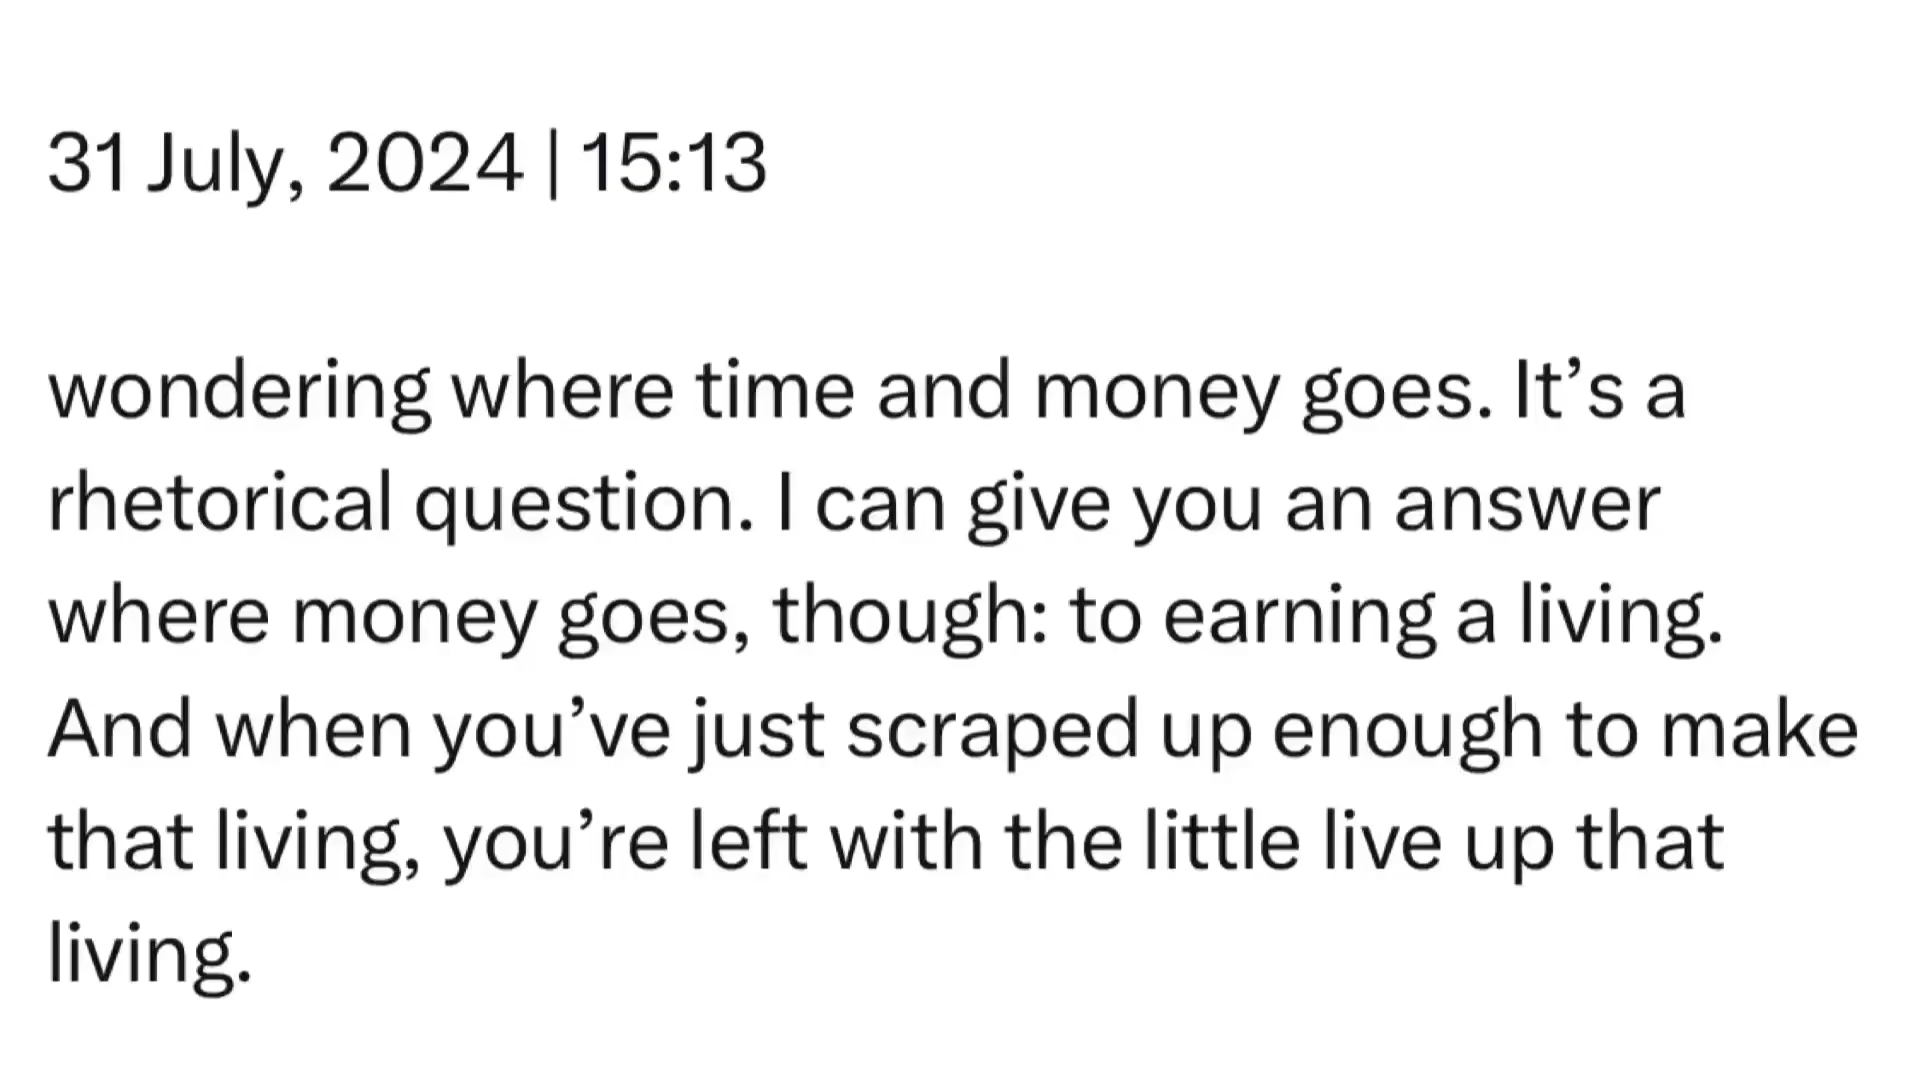 31 July, 2024 | 15:13
wondering where time and money goes. It’s a
rhetorical question. I can give you an answer
where money goes, though: to earning a living.
And when you’ve just scraped up enough to make
that living, you’re left with the little live up that
living.